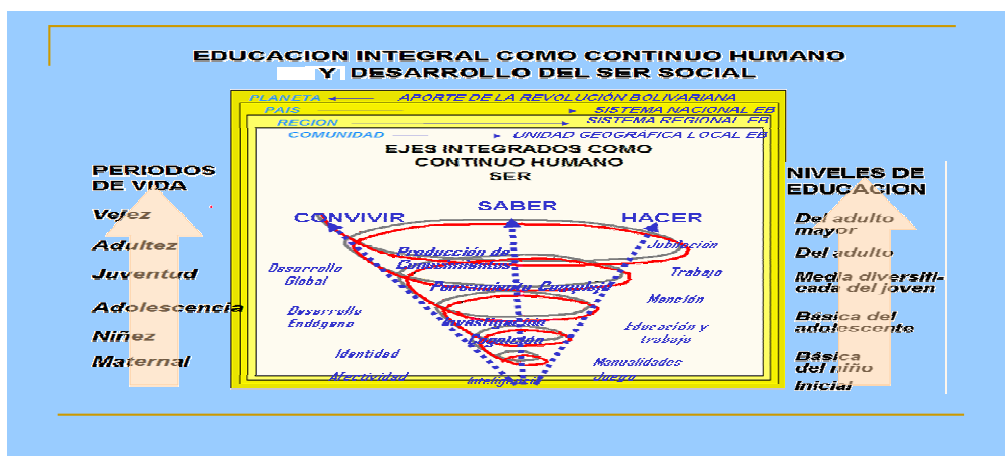 EDUCACION INTEGRAL COMO CONTINUO HUMANO
Y DESARROLLO DEL SER SOCIAL
PLANETA APORTE DE LA REVOLUCIÓN BOLIVARIANA
PAIS SISTEMA NACIONAL EB
REGION SISTEMA REGIONAL EB
COMUNIDAD UNIDAD GEOGRÁFICA LOCAL EB
EJES INTEGRADOS COMO
CONTINUO HUMANO
SER
PERIODOS
DE VIDA
Vejez
Adultez
Juventud
Adolescencia
Niñez
Maternal
CONVIVIR
Desarrollo
Global
Desarrollo
Endógeno
Identidad
Afectividad
SABER
Producción de
Conocimientos
Pensamiento Complejo
Investigación
Cognición
Inteligencia
HACER
Jubilación
Trabajo
Mención
Educación y
trabajo
Manualidades
Juego
NIVELES DE
EDUCACION
Del adulto
mayor
Del adulto
Media diversifi-
cada del joven
Básica del
adolescente
Básica
del niño
Inicial